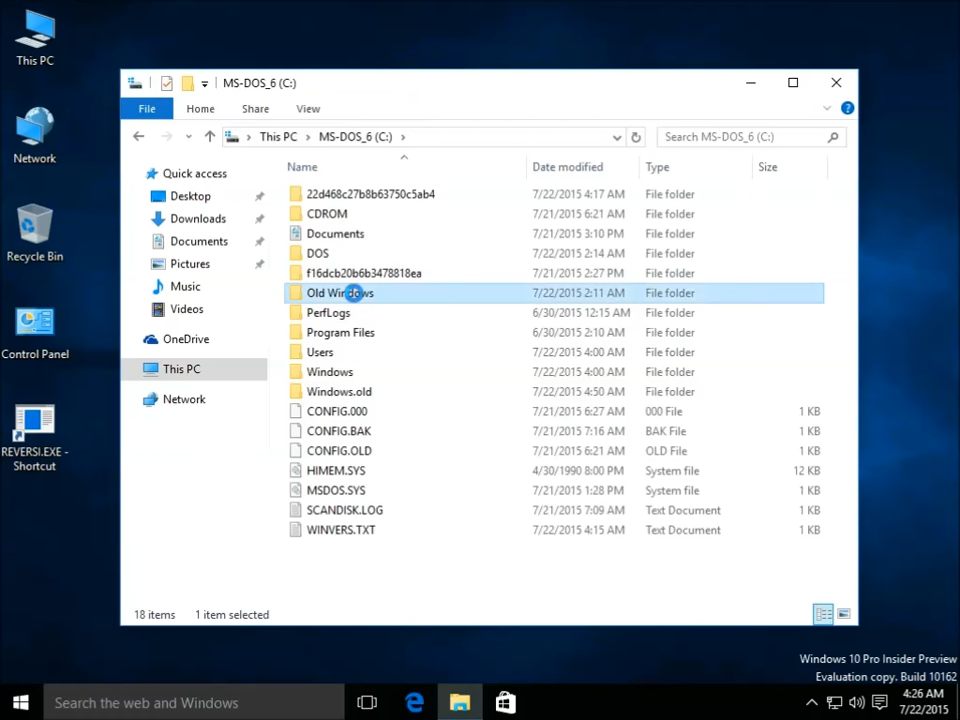 This PC
Network
Recycle Bin
Control Panel
REVERSI.EXE -
Shortcut
MS-DOS_6 (C:)
File Home Share View
This PC MS-DOS_6 (C:)
Search MS-DOS_6 (C:)
Quick access
Desktop
Downloads
Documents
Pictures
Music
Videos
OneDrive
This PC
Network
Name Date modified Type Size
22d468c27b8b63750c5ab4 7/22/2015 4:17 AM File folder
CDROM 7/21/2015 6:21 AM File folder
Documents 7/21/2015 3:10 PM File folder
DOS 7/22/2015 2:14 AM File folder
f16dcb20b6b3478818ea 7/21/2015 2:27 PM File folder
Old Windows 7/22/2015 2:11 AM File folder
PerfLogs 6/30/2015 12:15 AM File folder
Program Files 6/30/2015 2:10 AM File folder
Users 7/22/2015 4:00 AM File folder
Windows 7/22/2015 4:00 AM File folder
Windows.old 7/22/2015 4:50 AM File folder
CONFIG.000 7/21/2015 6:27 AM 000 File 1 KB
CONFIG.BAK 7/21/2015 7:16 AM BAK File 1 KB
CONFIG.OLD 7/21/2015 6:21 AM OLD File 1 KB
HIMEM.SYS 4/30/1990 8:00 PM System file 12 KB
MSDOS.SYS 7/21/2015 1:28 PM System file 1 KB
SCANDISK.LOG 7/21/2015 7:09 AM Text Document 1 KB
WINVERS.TXT 7/22/2015 4:15 AM Text Document 1 KB
18 items 1 item selected
Windows 10 Pro Insider Preview
Evaluation copy. Build 10162
Search the web and Windows
4:26 AM
7/22/2015